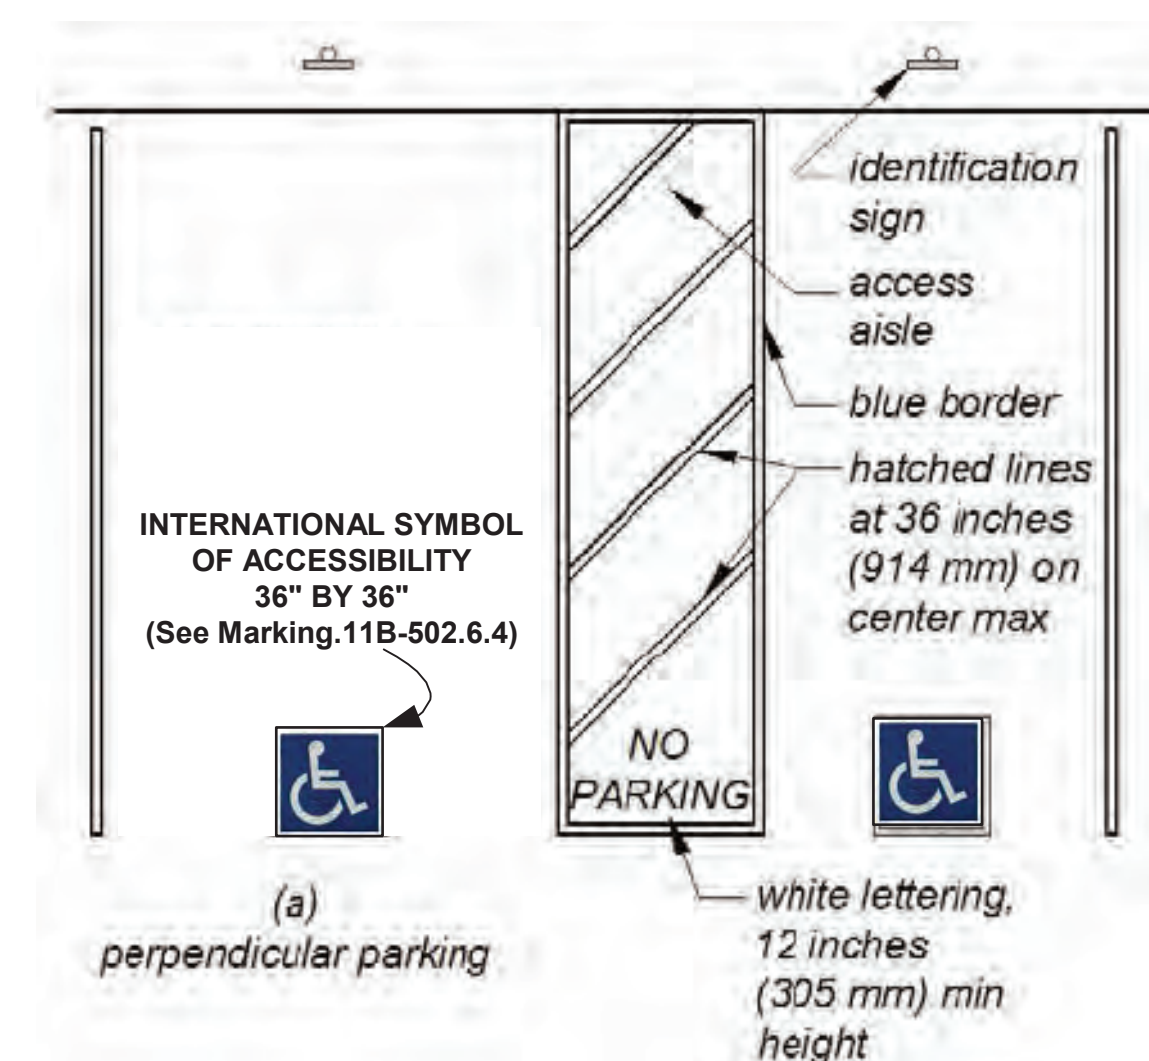 identification
sign
access
aisle
blue border
hatched lines
at 36 inches
(914 mm) on
center max
INTERNATIONAL SYMBOL
OF ACCESSIBILITY
36" BY 36"
(See Marking.11B-502.6.4)
NO
PARKING
(a)
perpendicular parking
white lettering,
12 inches
(305 mm) min
height